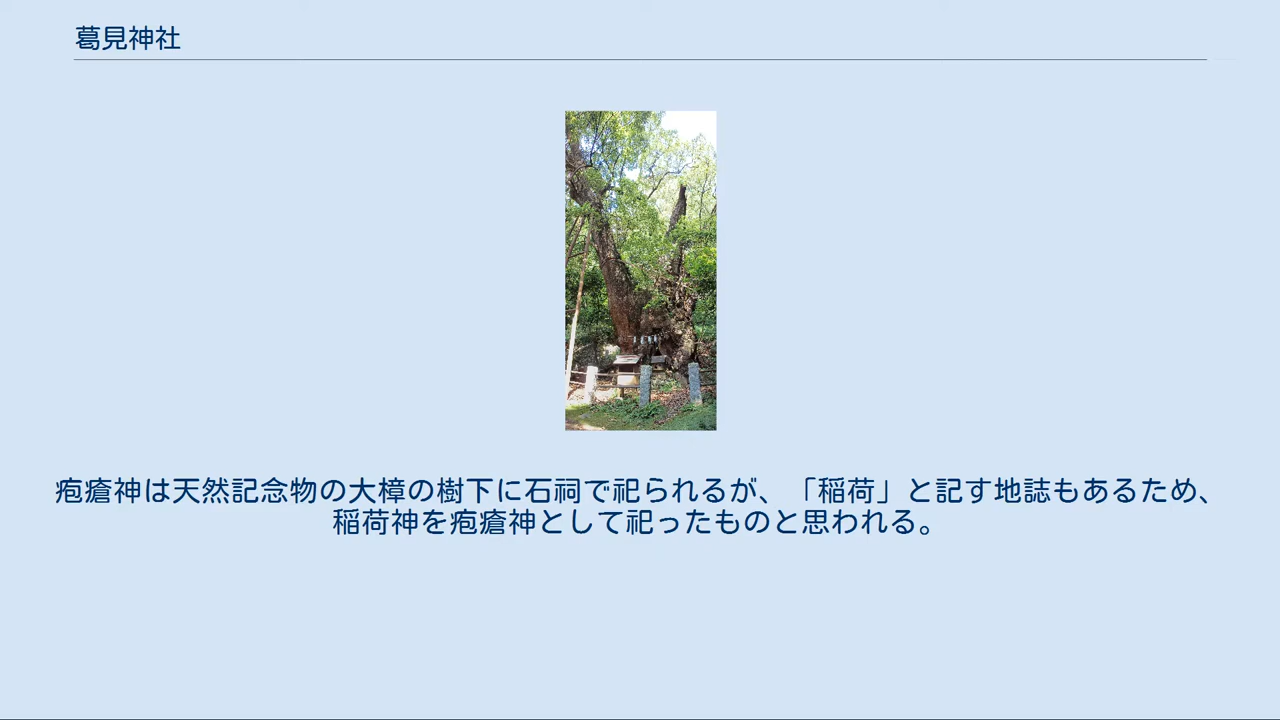 葛見神社
疱瘡神は天然記念物の大樟の樹下に石祠で祀られるが、「稲荷」と記す地誌もあるため、
稲荷神を疱瘡神として祀ったものと思われる。